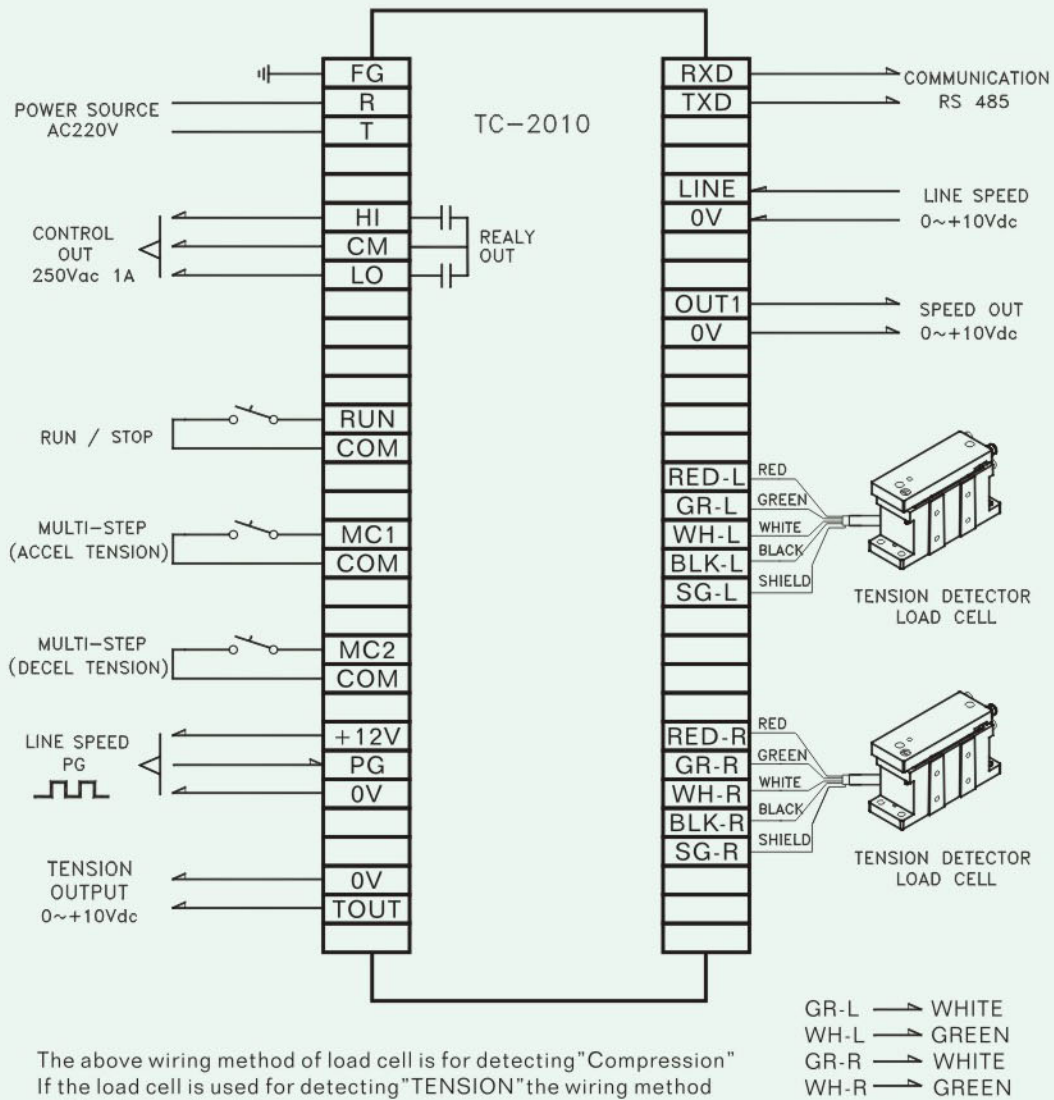 TC-2010
FG
R
T
HI
CM
LO
RUN
COM
MC1
COM
MC2
COM
+12V
PG
0V
0V
TOUT
POWER SOURCE
AC220V
CONTROL
OUT
250Vac 1A
REALY
OUT
RUN / STOP
MULTI-STEP
(ACCEL TENSION)
MULTI-STEP
(DECEL TENSION)
LINE SPEED
PG
TENSION
OUTPUT
0~+10Vdc
RXD
TXD
LINE
0V
OUT1
0V
RED-L
GR-L
WH-L
BLK-L
SG-L
RED-R
GR-R
WH-R
BLK-R
SG-R
COMMUNICATION
RS 485
LINE SPEED
0~+10Vdc
SPEED OUT
0~+10Vdc
RED
GREEN
WHITE
BLACK
SHIELD
TENSION DETECTOR
LOAD CELL
RED
GREEN
WHITE
BLACK
SHIELD
TENSION DETECTOR
LOAD CELL
The above wiring method of load cell is for detecting"Compression"
If the load cell is used for detecting"TENSION"the wiring method
GR-L WHITE
WH-L GREEN
GR-R WHITE
WH-R GREEN